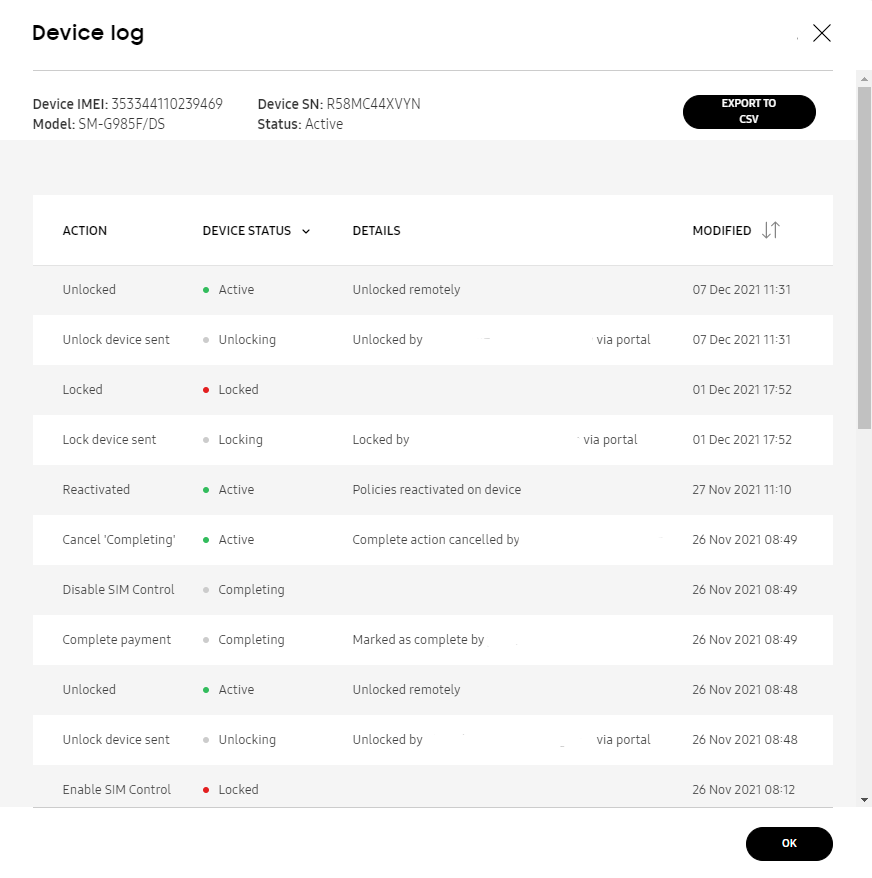 Device log
Device IMEI: 353344110239469 Device SN: R58MC44XVYN
Model: SM-G985F/DS Status: Active
EXPORT TO
CSV
ACTION DEVICE STATUS DETAILS MODIFIED
Unlocked Active Unlocked remotely 07 Dec 2021 11:31
Unlock device sent Unlocking Unlocked by via portal 07 Dec 2021 11:31
Locked Locked 01 Dec 2021 17:52
Lock device sent Locking Locked by via portal 01 Dec 2021 17:52
Reactivated Active Policies reactivated on device 27 Nov 2021 11:10
Cancel 'Completing' Active Complete action cancelled by 26 Nov 2021 08:49
Disable SIM Control Completing 26 Nov 2021 08:49
Complete payment Completing Marked as complete by 26 Nov 2021 08:49
Unlocked Active Unlocked remotely 26 Nov 2021 08:48
Unlock device sent Unlocking Unlocked by via portal 26 Nov 2021 08:48
Enable SIM Control Locked 26 Nov 2021 08:12
OK